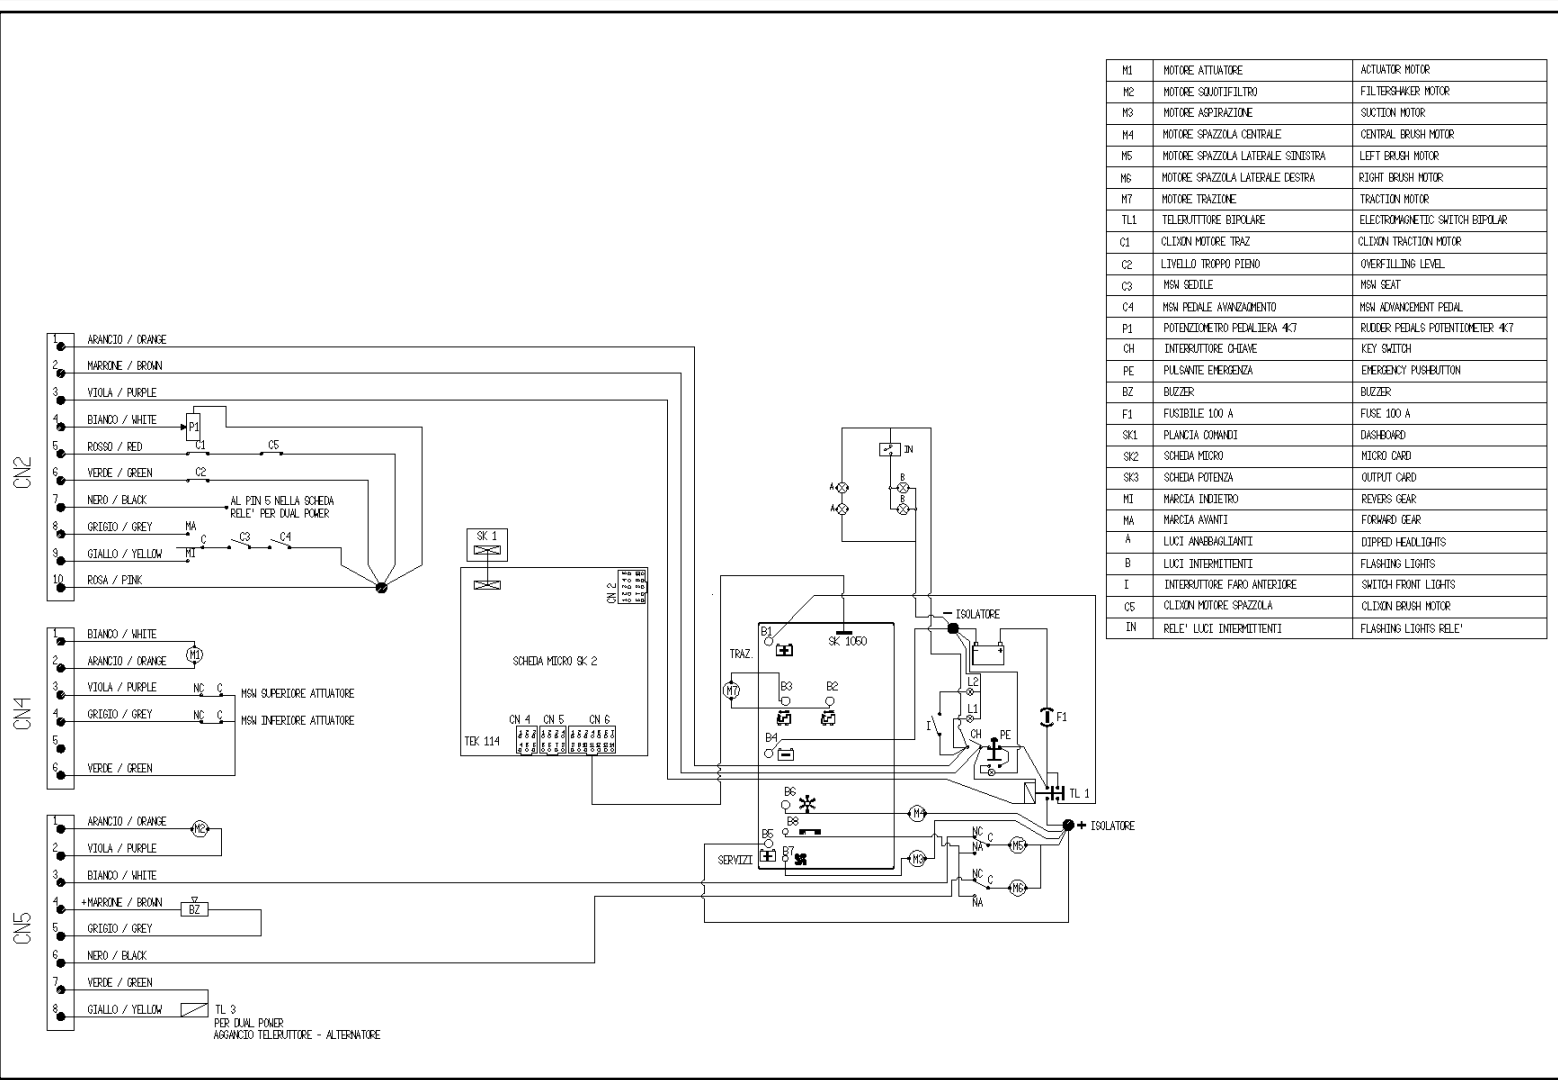 M1 MOTORE ATTUATORE ACTUATOR MOTOR
M2 MOTORE SQUOTIFILTRO FILTERSHAKER MOTOR
M3 MOTORE ASPIRAZIONE SUCTION MOTOR
M4 MOTORE SPAZZOLA CENTRALE CENTRAL BRUSH MOTOR
M5 MOTORE SPAZZOLA LATERALE SINISTRA LEFT BRUSH MOTOR
M6 MOTORE SPAZZOLA LATERALE DESTRA RIGHT BRUSH MOTOR
M7 MOTORE TRAZIONE TRACTION MOTOR
TL1 TELERUTTTORE BIPOLARE ELECTROMAGNETIC SWITCH BIPOLAR
C1 CLIXON MOTORE TRAZ CLIXON TRACTION MOTOR
C2 LIVELLO TROPPO PIENO OVERFILLING LEVEL
C3 MSW SEDILE MSW SEAT
C4 MSW PEDALE AVANZAQMENTO MSW ADVANCEMENT PEDAL
P1 POTENZIOMETRO PEDALIERA 4K7 RUDDER PEDALS POTENTIOMETER 4K7
CH INTERRUTTORE CHIAVE KEY SWITCH
PE PULSANTE EMERGENZA EMERGENCY PUSHBUTTON
BZ BUZZER BUZZER
F1 FUSIBILE 100 A FUSE 100 A
SK1 PLANCIA COMANDI DASHBOARD
SK2 SCHEDA MICRO MICRO CARD
SK3 SCHEDA POTENZA OUTPUT CARD
MI MARCIA INDIETRO REVERS GEAR
MA MARCIA AVANTI FORWARD GEAR
A LUCI ANABBAGLIANTI DIPPED HEADLIGHTS
B LUCI INTERMITTENTI FLASHING LIGHTS
I INTERRUTTORE FARO ANTERIORE SWITCH FRONT LIGHTS
C5 CLIXON MOTORE SPAZZOLA CLIXON BRUSH MOTOR
IN RELE' LUCI INTERMITTENTI FLASHING LIGHTS RELE'
CN2
1 ARANCIO / ORANGE
2 MARRONE / BROWN
3 VIOLA / PURPLE
4 BIANCO / WHITE P1
5 ROSSO / RED C1 C5
6 VERDE / GREEN C2
7 NERO / BLACK AL PIN 5 NELLA SCHEDA
RELE' PER DUAL POWER
8 GRIGIO / GREY MA
C C3 C4
9 GIALLO / YELLOW MI
10 ROSA / PINK
CN4
1 BIANCO / WHITE
M1
2 ARANCIO / ORANGE
3 VIOLA / PURPLE NC C MSW SUPERIORE ATTUATORE
4 GRIGIO / GREY NC C MSW INFERIORE ATTUATORE
5
6 VERDE / GREEN
CN5
1 ARANCIO / ORANGE M2
2 VIOLA / PURPLE
3 BIANCO / WHITE
4 +MARRONE / BROWN BZ
5 GRIGIO / GREY
6 NERO / BLACK
7 VERDE / GREEN
8 GIALLO / YELLOW TL 3
PER DUAL POWER
AGGANCIO TELERUTTORE - ALTERNATORE
SK 1
CN 2
SCHEDA MICRO SK 2
CN 4 CN 5 CN 6
TEK 114
IN
A B
A B
- ISOLATORE
B1 SK 1050
TRAZ.
M7 B3 B2
L2
L1
I CH PE F1
B4
TL 1
B6
M4
B8
+ ISOLATORE
B5
SERVIZI B7
M3
NC C M5
NA
NC C M6
NA